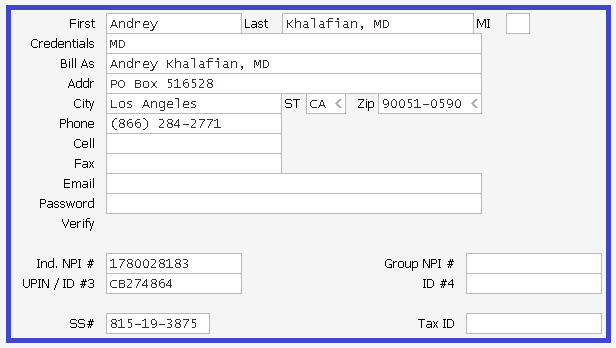 First Andrey Last Khalafian, MD MI
Credentials MD
Bill As Andrey Khalafian, MD
Addr PO Box 516528
City Los Angeles ST CA < Zip 90051-0590 <
Phone (866) 284-2771
Cell
Fax
Email
Password
Verify
Ind. NPI # 1780028183 Group NPI #
UPIN / ID #3 CB274864 ID #4
SS# 815-19-3875 Tax ID